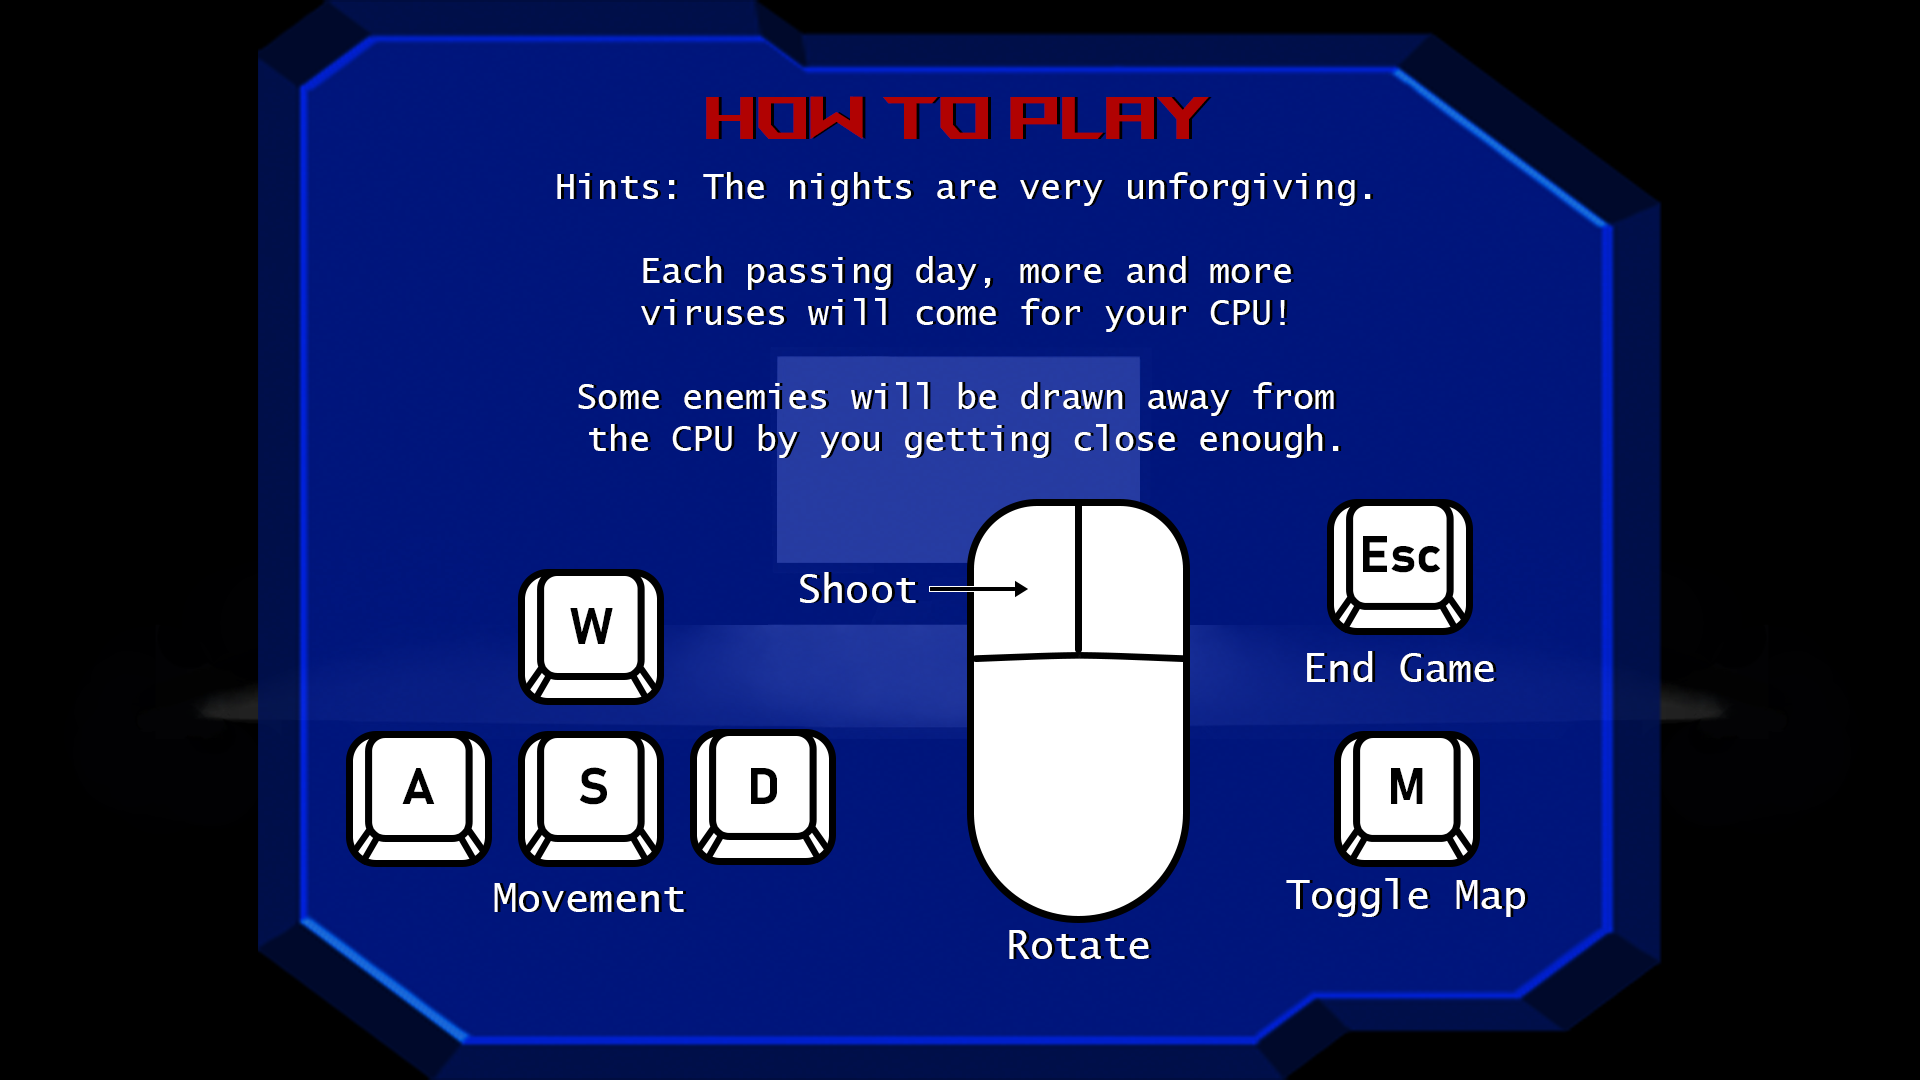 HOW TO PLAY
Hints: The nights are very unforgiving.
Each passing day, more and more
viruses will come for your CPU!
Some enemies will be drawn away from
the CPU by you getting close enough.
W
A
S
D
Movement
Shoot
Rotate
Esc
End Game
M
Toggle Map